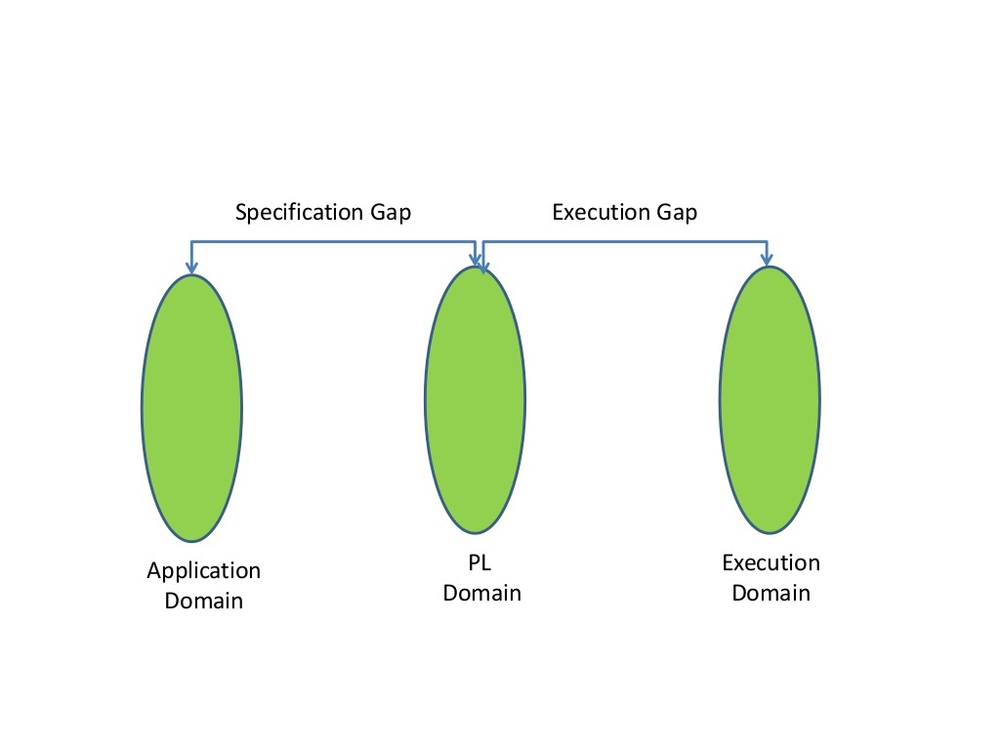 Specification Gap
Execution Gap
Application
Domain
PL
Domain
Execution
Domain